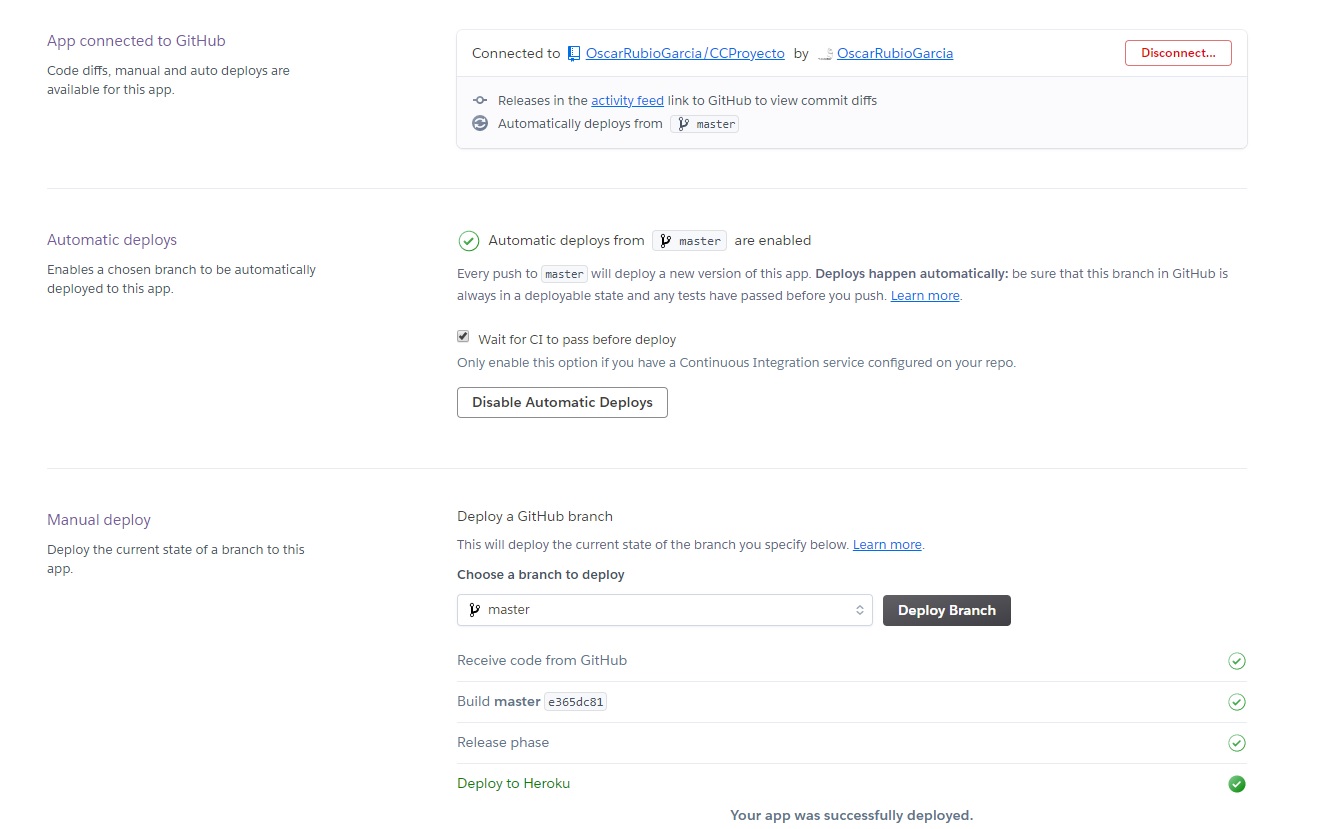 App connected to GitHub
Code diffs, manual and auto deploys are
available for this app.
Connected to OscarRubioGarcia/CCProyecto by OscarRubioGarcia
Disconnect...
Releases in the activity feed link to GitHub to view commit diffs
Automatically deploys from master
Automatic deploys
Enables a chosen branch to be automatically
deployed to this app.
Automatic deploys from master are enabled
Every push to master will deploy a new version of this app. Deploys happen automatically: be sure that this branch in GitHub is
always in a deployable state and any tests have passed before you push. Learn more.
Wait for CI to pass before deploy
Only enable this option if you have a Continuous Integration service configured on your repo.
Disable Automatic Deploys
Manual deploy
Deploy the current state of a branch to this
app.
Deploy a GitHub branch
This will deploy the current state of the branch you specify below. Learn more.
Choose a branch to deploy
master
Deploy Branch
Receive code from GitHub
Build master e365dc81
Release phase
Deploy to Heroku
Your app was successfully deployed.